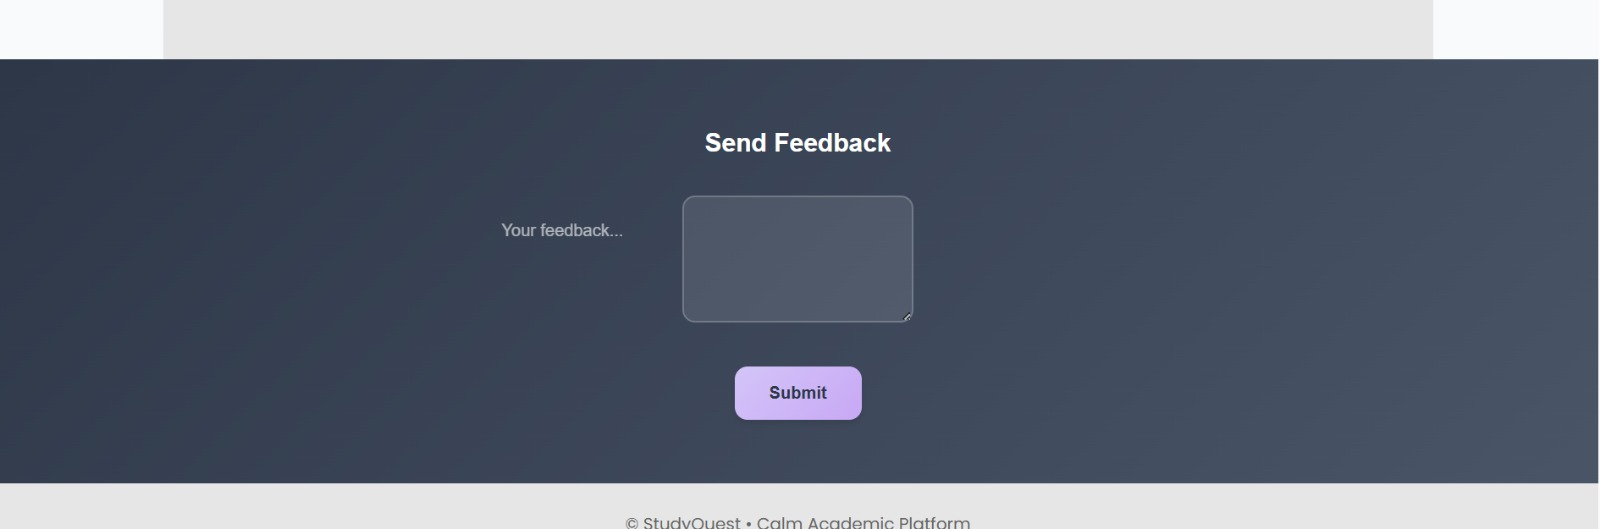 Send Feedback
Your feedback...
Submit
© StudyQuest • Calm Academic Platform